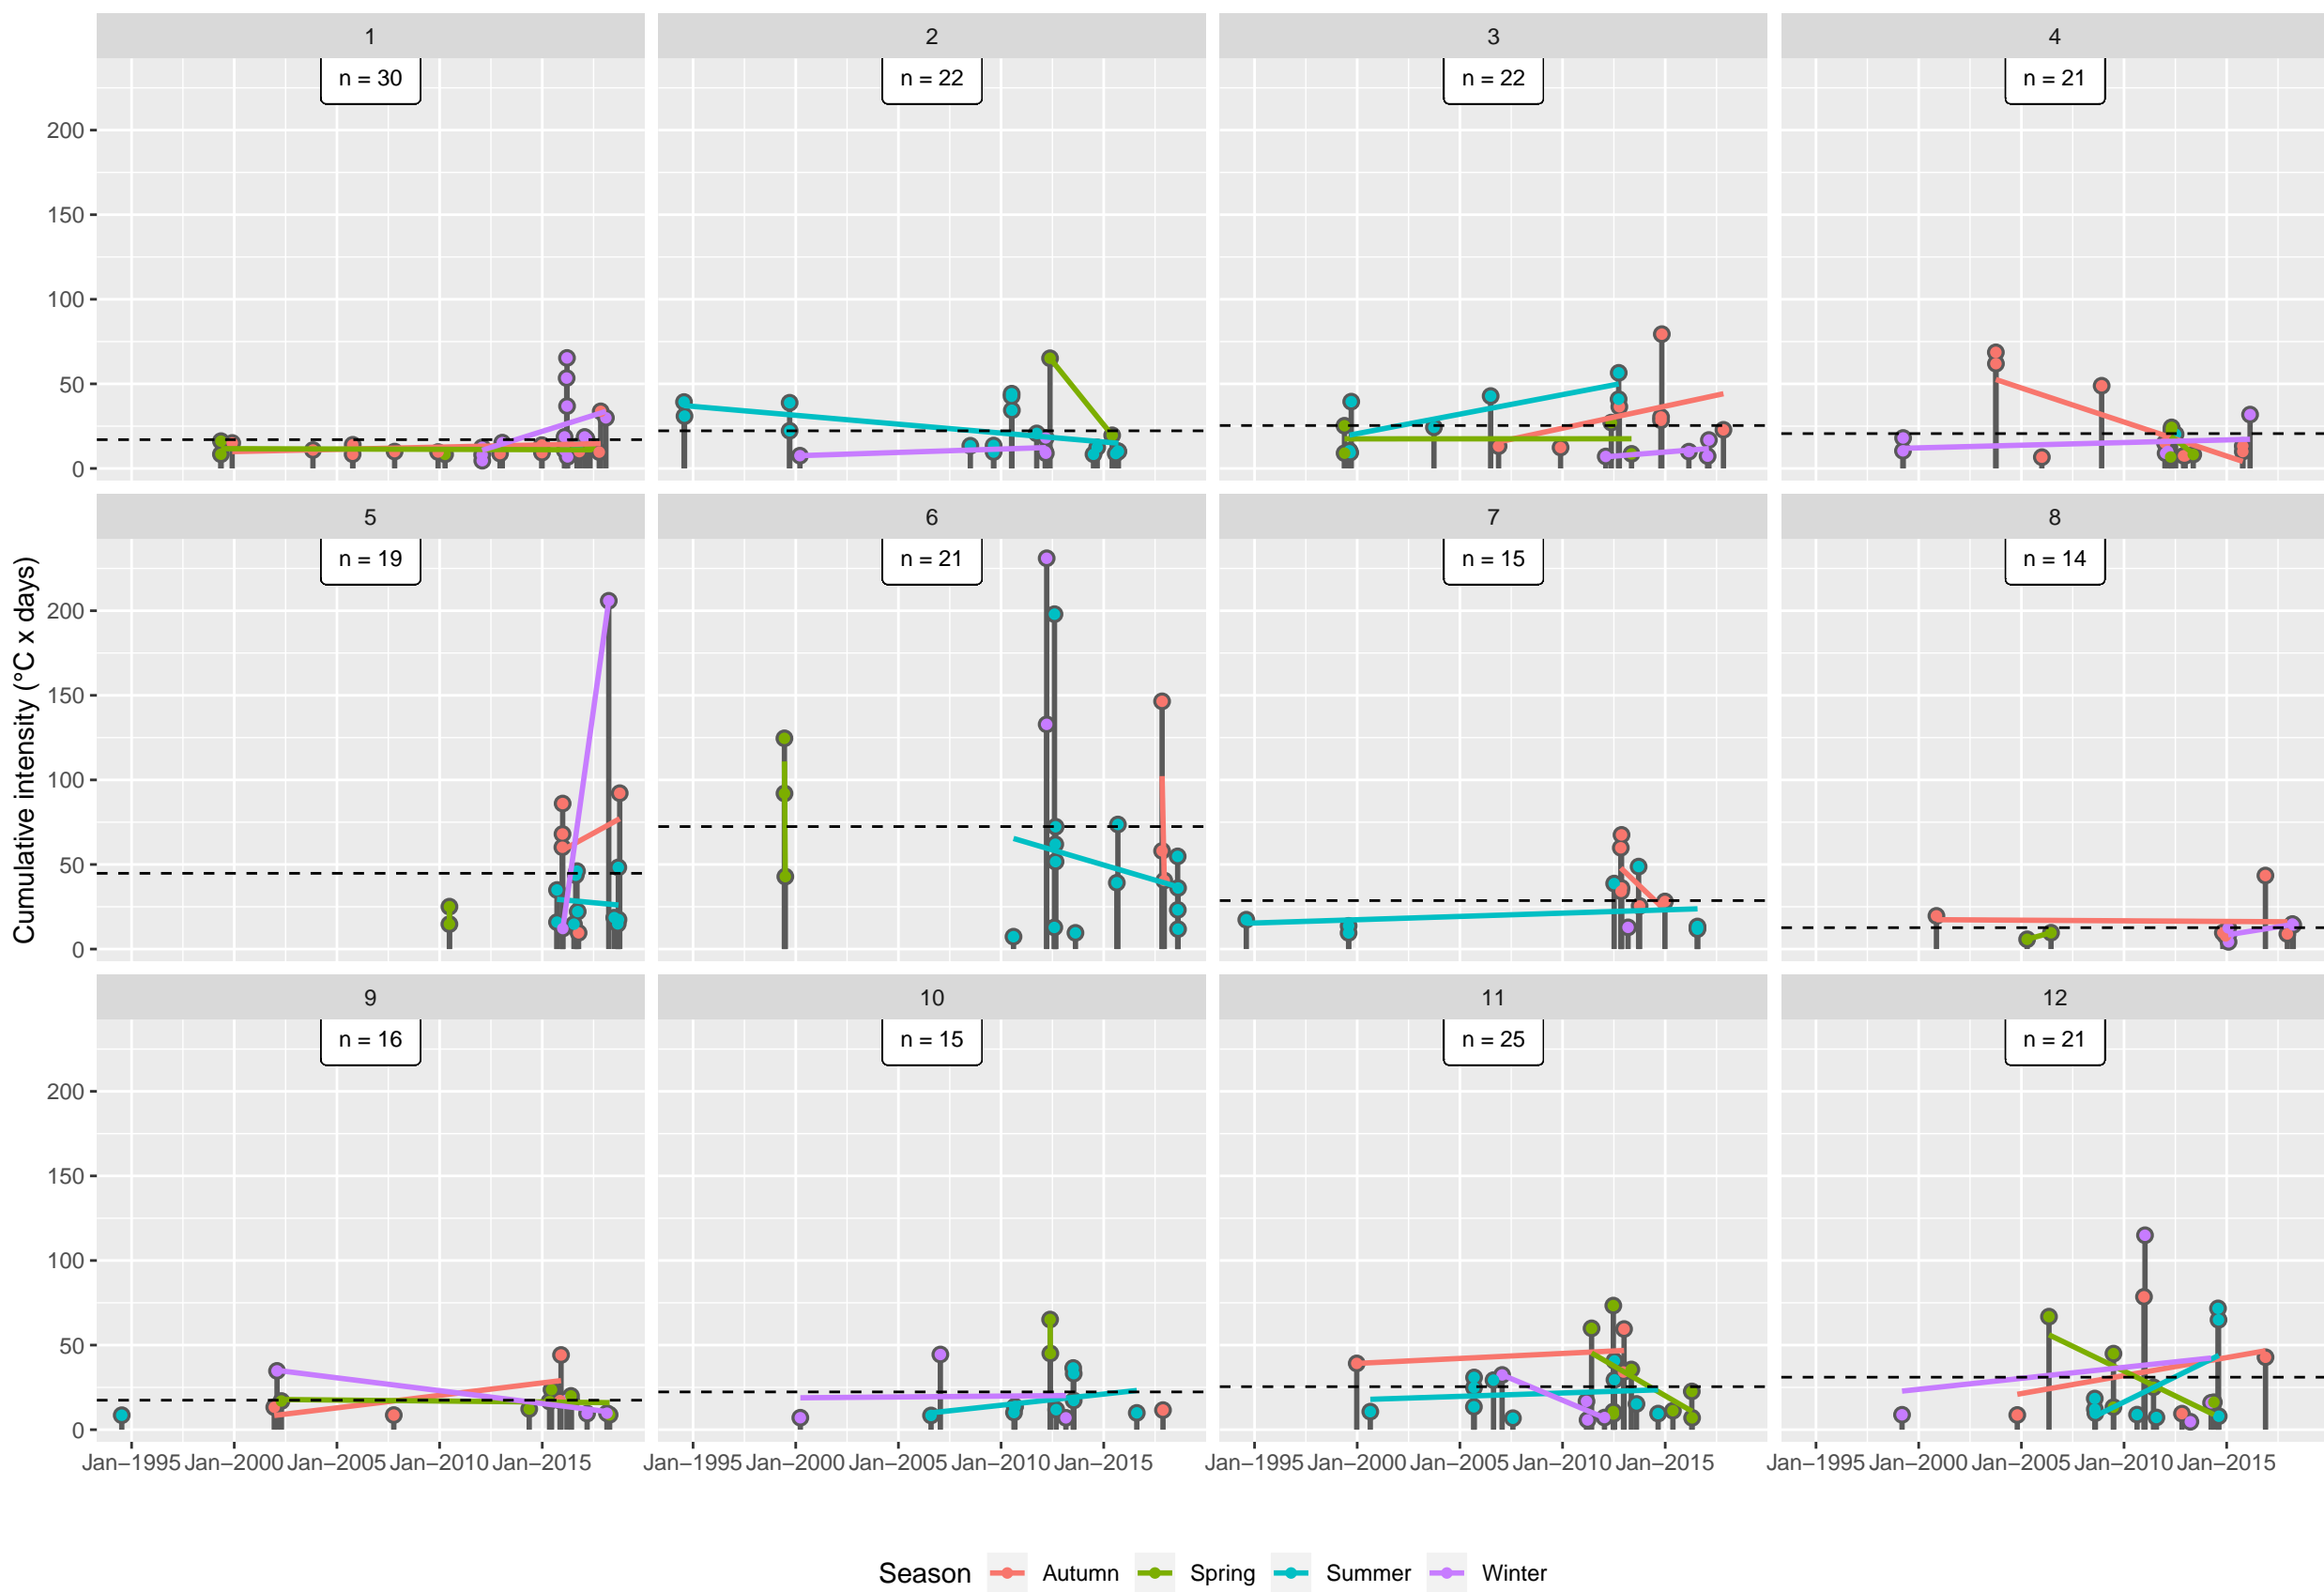 1 2 3 4
n = 30 n = 22 n = 22 n = 21
200
150
100
50
0
5 6 7 8
n = 19 n = 21 n = 15 n = 14
200
150
100
50
0
Cumulative intensity (°C x days)
9 10 11 12
n = 16 n = 15 n = 25 n = 21
200
150
100
50
0
Jan−1995 Jan−2000 Jan−2005 Jan−2010 Jan−2015 Jan−1995 Jan−2000 Jan−2005 Jan−2010 Jan−2015 Jan−1995 Jan−2000 Jan−2005 Jan−2010 Jan−2015 Jan−1995 Jan−2000 Jan−2005 Jan−2010 Jan−2015
Season Autumn Spring Summer Winter